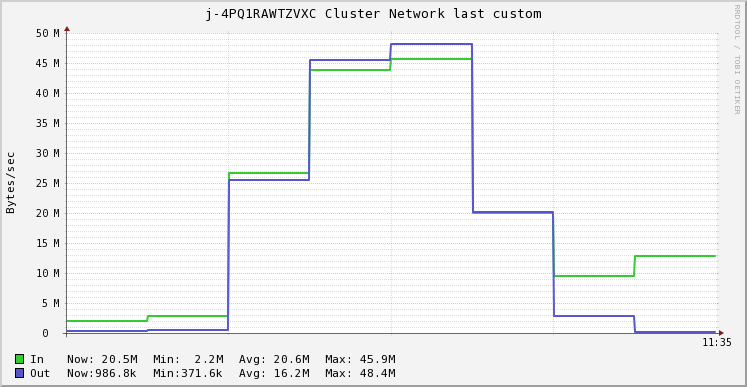 j-4PQ1RAWTZVXC Cluster Network last custom
RRDTOOL / TOBI OETIKER
Bytes/sec
50 M
45 M
40 M
35 M
30 M
25 M
20 M
15 M
10 M
5 M
0
11:35
In Now: 20.5M Min: 2.2M Avg: 20.6M Max: 45.9M
Out Now:986.8k Min:371.6k Avg: 16.2M Max: 48.4M